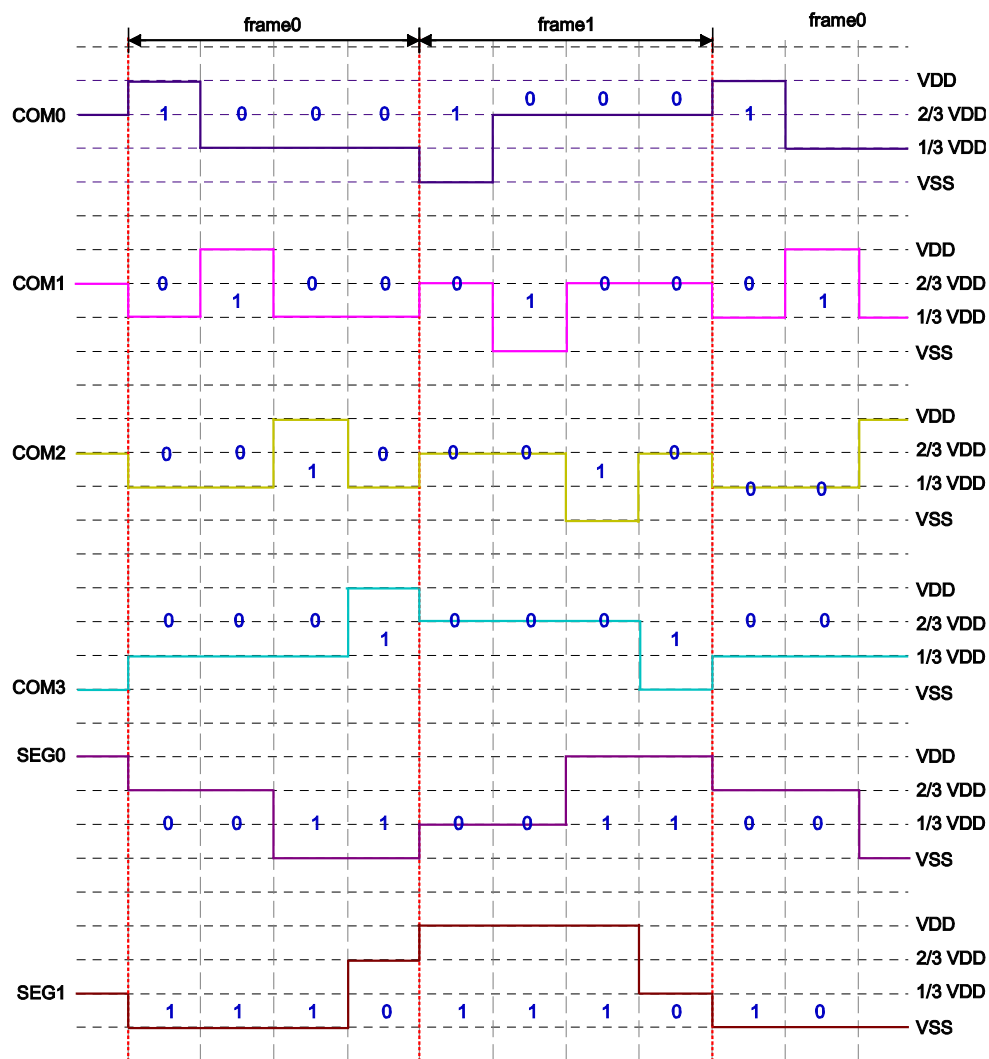 frame0 frame1 frame0
VDD
0 0 0
COM0 1 0 0 0 1 1 2/3 VDD
1/3 VDD
VSS
VDD
COM1 0 0 0 0 0 0 0 2/3 VDD
1 1 1
1/3 VDD
VSS
VDD
COM2 0 0 0 0 0 0 2/3 VDD
1 1
1/3 VDD
0 0
VSS
VDD
0 0 0 0 0 0 0 0 2/3 VDD
1 1
1/3 VDD
COM3 VSS
SEG0 VDD
2/3 VDD
0 0 1 1 0 0 1 1 0 0 1/3 VDD
VSS
VDD
2/3 VDD
SEG1 1/3 VDD
1 1 1 0 1 1 1 0 1 0
VSS